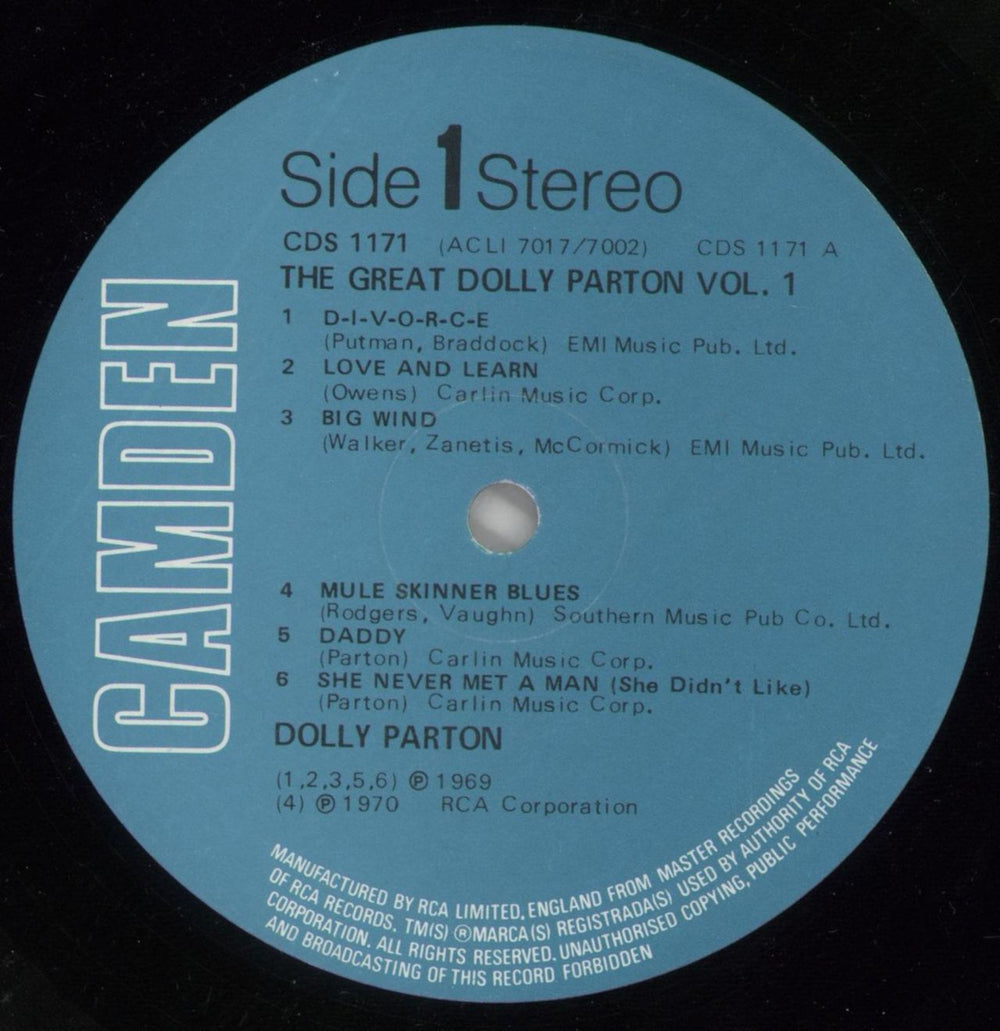 CAMDEN
Side 1 Stereo
CDS 1171 (ACLI 7017/7002) CDS 1171 A
THE GREAT DOLLY PARTON VOL. 1
1 D-I-V-O-R-C-E
(Putman, Braddock) EMI Music Pub. Ltd.
2 LOVE AND LEARN
(Owens) Carlin Music Corp.
3 BIG WIND
(Walker, Zanetis, McCormick) EMI Music Pub. Ltd.
4 MULE SKINNER BLUES
(Rodgers, Vaughn) Southern Music Pub Co. Ltd.
5 DADDY
(Parton) Carlin Music Corp.
6 SHE NEVER MET A MAN (She Didn't Like)
(Parton) Carlin Music Corp.
DOLLY PARTON
(1,2,3,5,6) ℗ 1969
(4) ℗ 1970 RCA Corporation
MANUFACTURED BY RCA LIMITED, ENGLAND FROM MASTER RECORDINGS
OF RCA RECORDS. TM(S) ® MARCA(S) REGISTRADA(S) USED BY AUTHORITY OF RCA
CORPORATION. ALL RIGHTS RESERVED. UNAUTHORISED COPYING, PUBLIC PERFORMANCE
AND BROADCASTING OF THIS RECORD FORBIDDEN